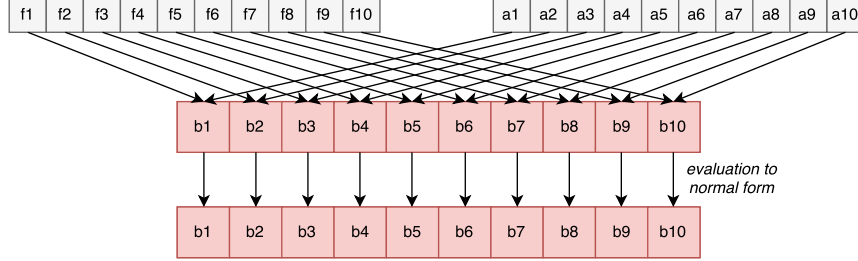 f1 f2 f3 f4 f5 f6 f7 f8 f9 f10 a1 a2 a3 a4 a5 a6 a7 a8 a9 a10
b1 b2 b3 b4 b5 b6 b7 b8 b9 b10
evaluation to
normal form
b1 b2 b3 b4 b5 b6 b7 b8 b9 b10